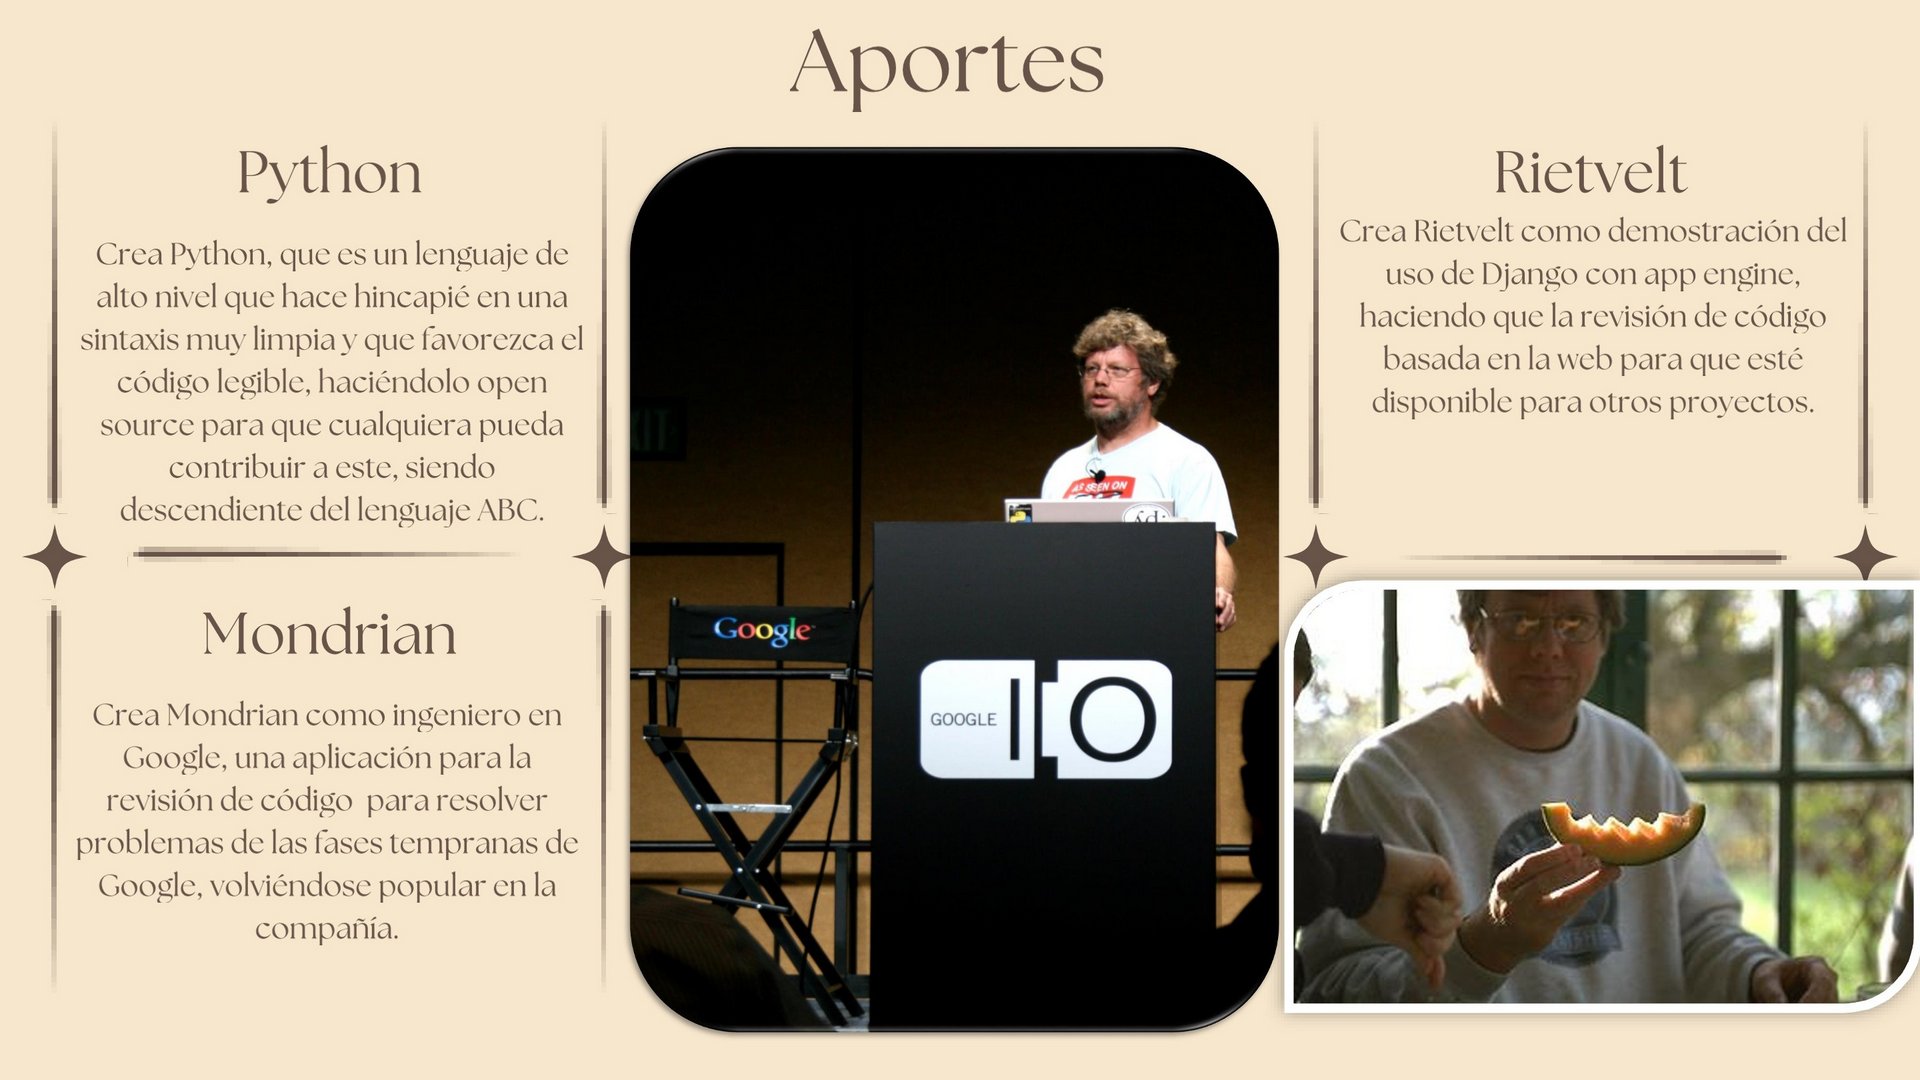 Aportes
Python
Crea Python, que es un lenguaje de
alto nivel que hace hincapié en una
sintaxis muy limpia y que favorezca el
código legible, haciéndolo open
source para que cualquiera pueda
contribuir a este, siendo
descendiente del lenguaje ABC.
Mondrian
Crea Mondrian como ingeniero en
Google, una aplicación para la
revisión de código  para resolver
problemas de las fases tempranas de
Google, volviéndose popular en la
compañía.
AS SEEN ON
Google
GOOGLE IO
Rietvelt
Crea Rietvelt como demostración del
uso de Django con app engine,
haciendo que la revisión de código
basada en la web para que esté
disponible para otros proyectos.